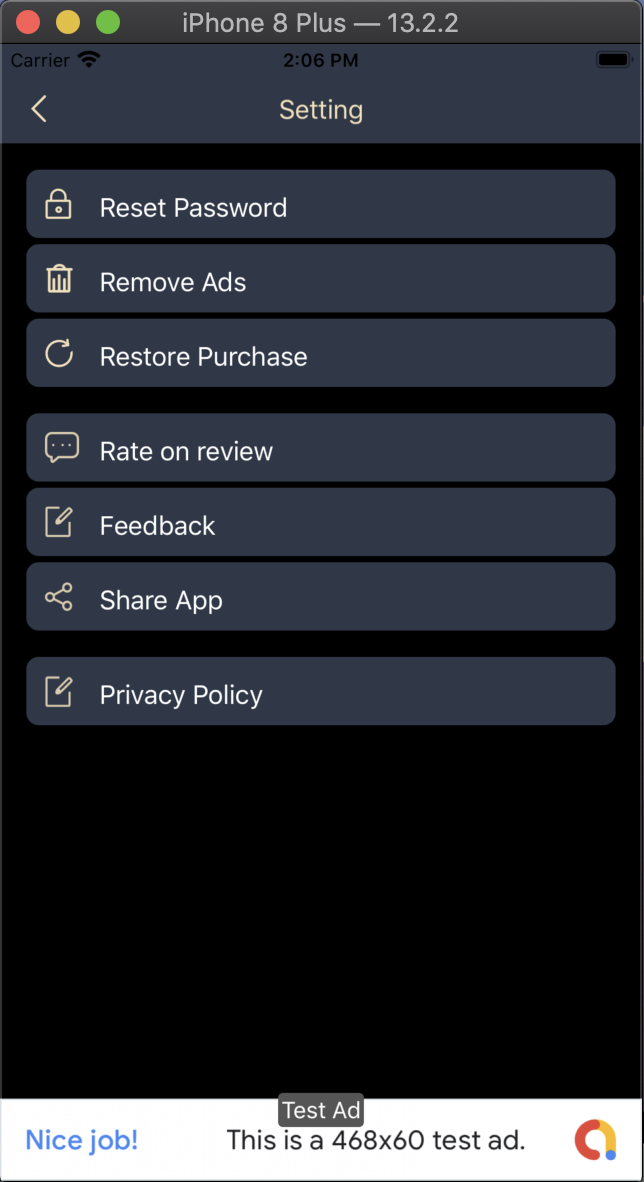 iPhone 8 Plus — 13.2.2
Carrier 2:06 PM
Setting
Reset Password
Remove Ads
Restore Purchase
Rate on review
Feedback
Share App
Privacy Policy
Test Ad
Nice job! This is a 468x60 test ad.